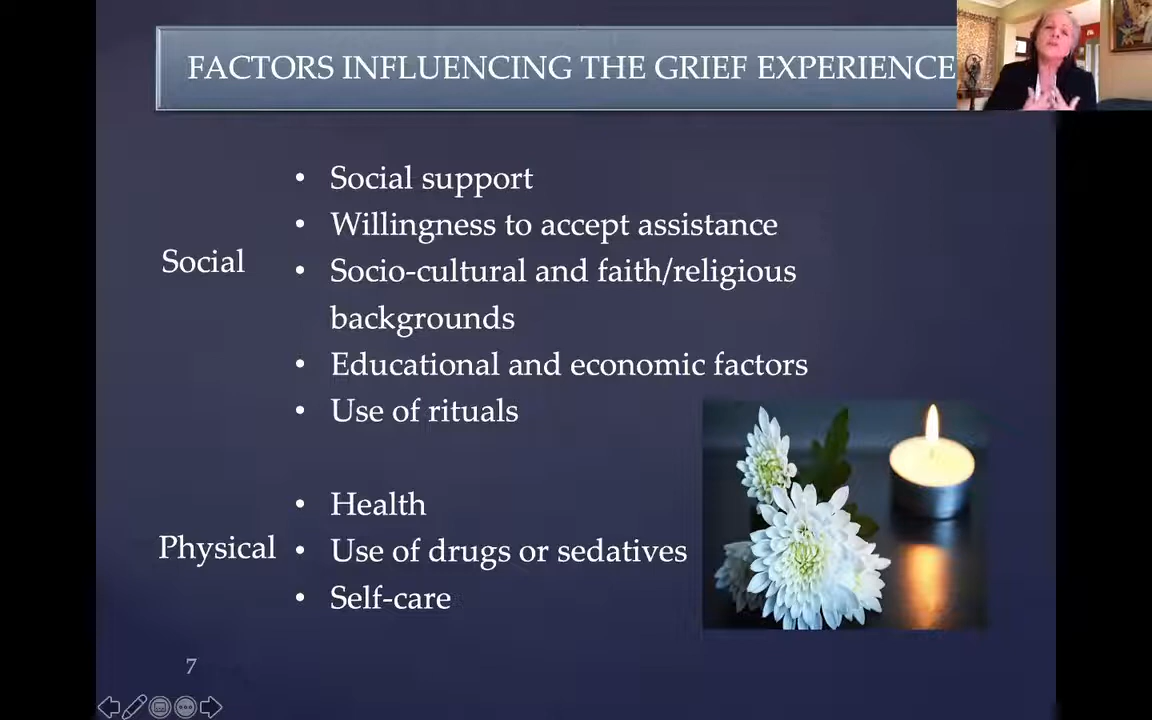 FACTORS INFLUENCING THE GRIEF EXPERIENCE
Social
• Social support
• Willingness to accept assistance
• Socio-cultural and faith/religious
backgrounds
• Educational and economic factors
• Use of rituals
Physical
• Health
• Use of drugs or sedatives
• Self-care
7